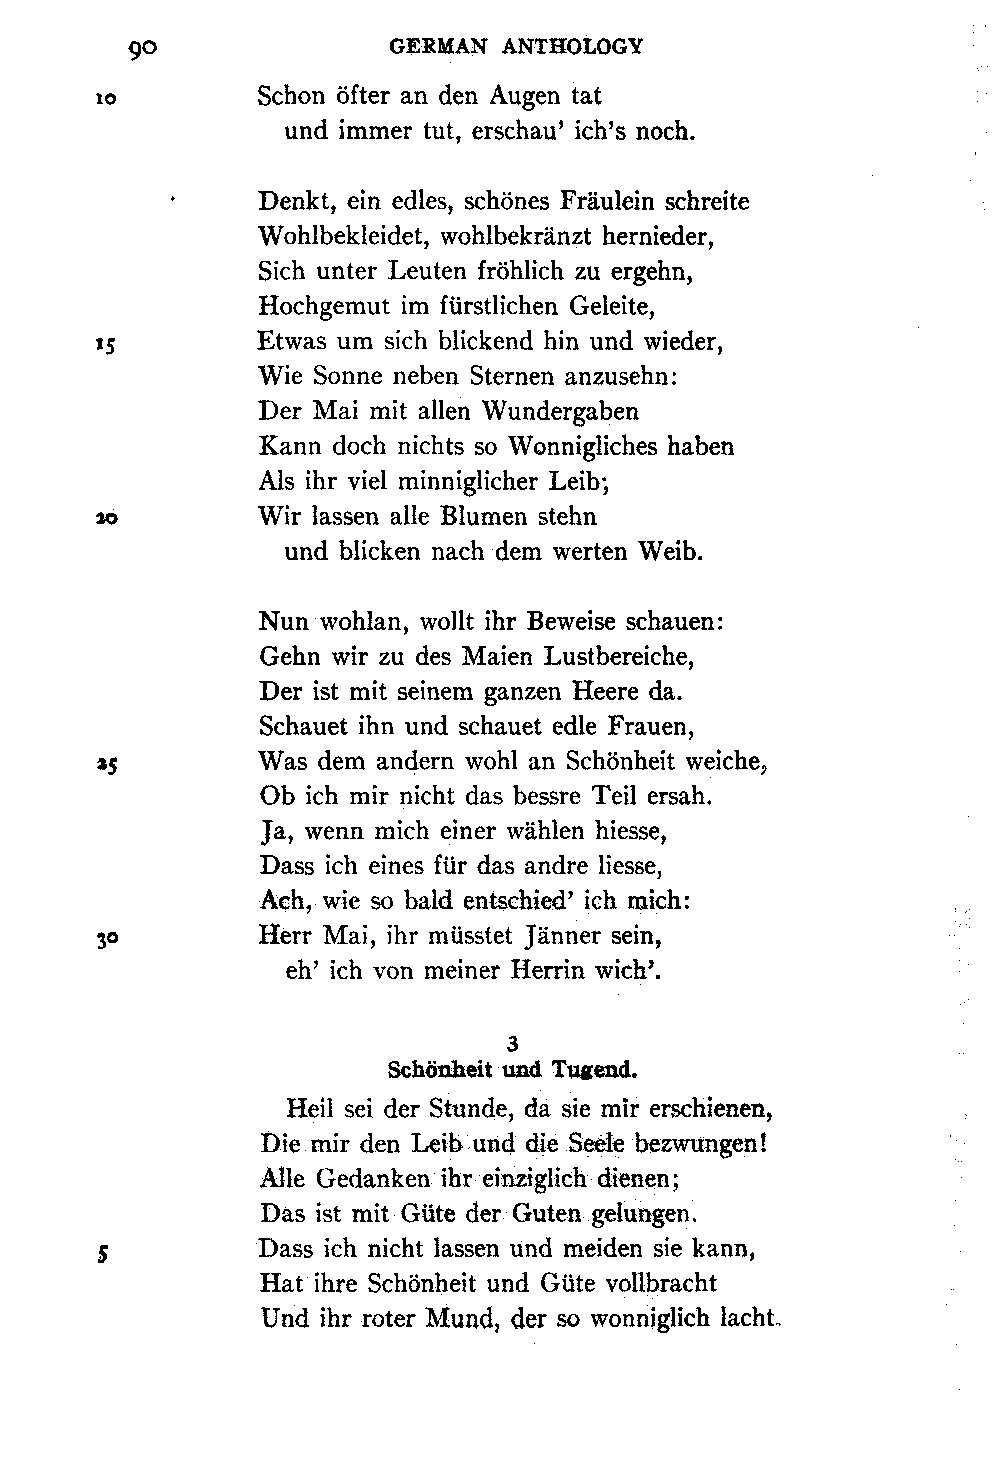 90 GERMAN ANTHOLOGY
10 Schon öfter an den Augen tat
und immer tut, erschau' ich's noch.
Denkt, ein edles, schönes Fräulein schreite
Wohlbekleidet, wohlbekränzt hernieder,
Sich unter Leuten fröhlich zu ergehn,
Hochgemut im fürstlichen Geleite,
15 Etwas um sich blickend hin und wieder,
Wie Sonne neben Sternen anzusehn:
Der Mai mit allen Wundergaben
Kann doch nichts so Wonnigliches haben
Als ihr viel minniglicher Leib;
20 Wir lassen alle Blumen stehn
und blicken nach dem werten Weib.
Nun wohlan, wollt ihr Beweise schauen:
Gehn wir zu des Maien Lustbereiche,
Der ist mit seinem ganzen Heere da.
Schauet ihn und schauet edle Frauen,
25 Was dem andern wohl an Schönheit weiche,
Ob ich mir nicht das bessre Teil ersah.
Ja, wenn mich einer wählen hiesse,
Dass ich eines für das andre liesse,
Ach, wie so bald entschied' ich mich:
30 Herr Mai, ihr müsstet Jänner sein,
eh' ich von meiner Herrin wich'.
3
Schönheit und Tugend.
Heil sei der Stunde, da sie mir erschienen,
Die mir den Leib und die Seele bezwungen!
Alle Gedanken ihr einziglich dienen;
Das ist mit Güte der Guten gelungen.
5 Dass ich nicht lassen und meiden sie kann,
Hat ihre Schönheit und Güte vollbracht
Und ihr roter Mund, der so wonniglich lacht.